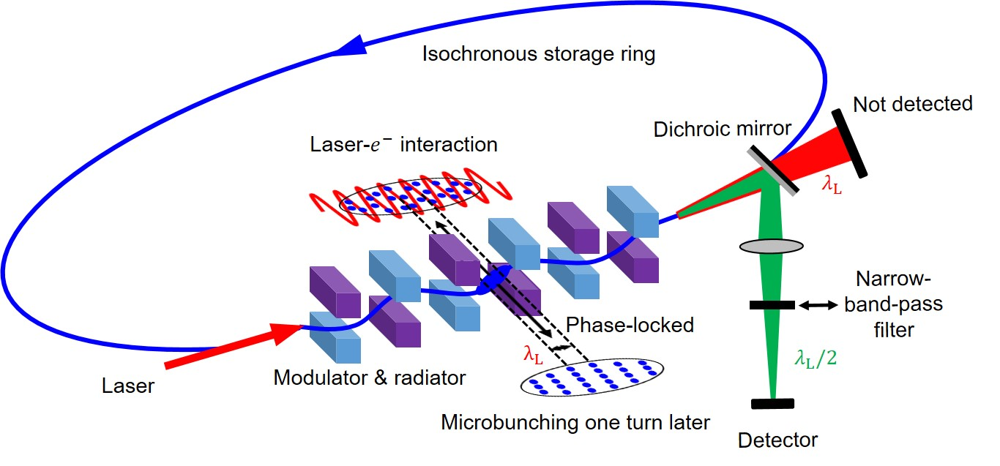 Isochronous storage ring
Not detected
Dichroic mirror
Laser-e⁻ interaction
λL
Narrow-
band-pass
filter
Phase-locked
λL
λL/2
Laser
Modulator & radiator
Microbunching one turn later
Detector